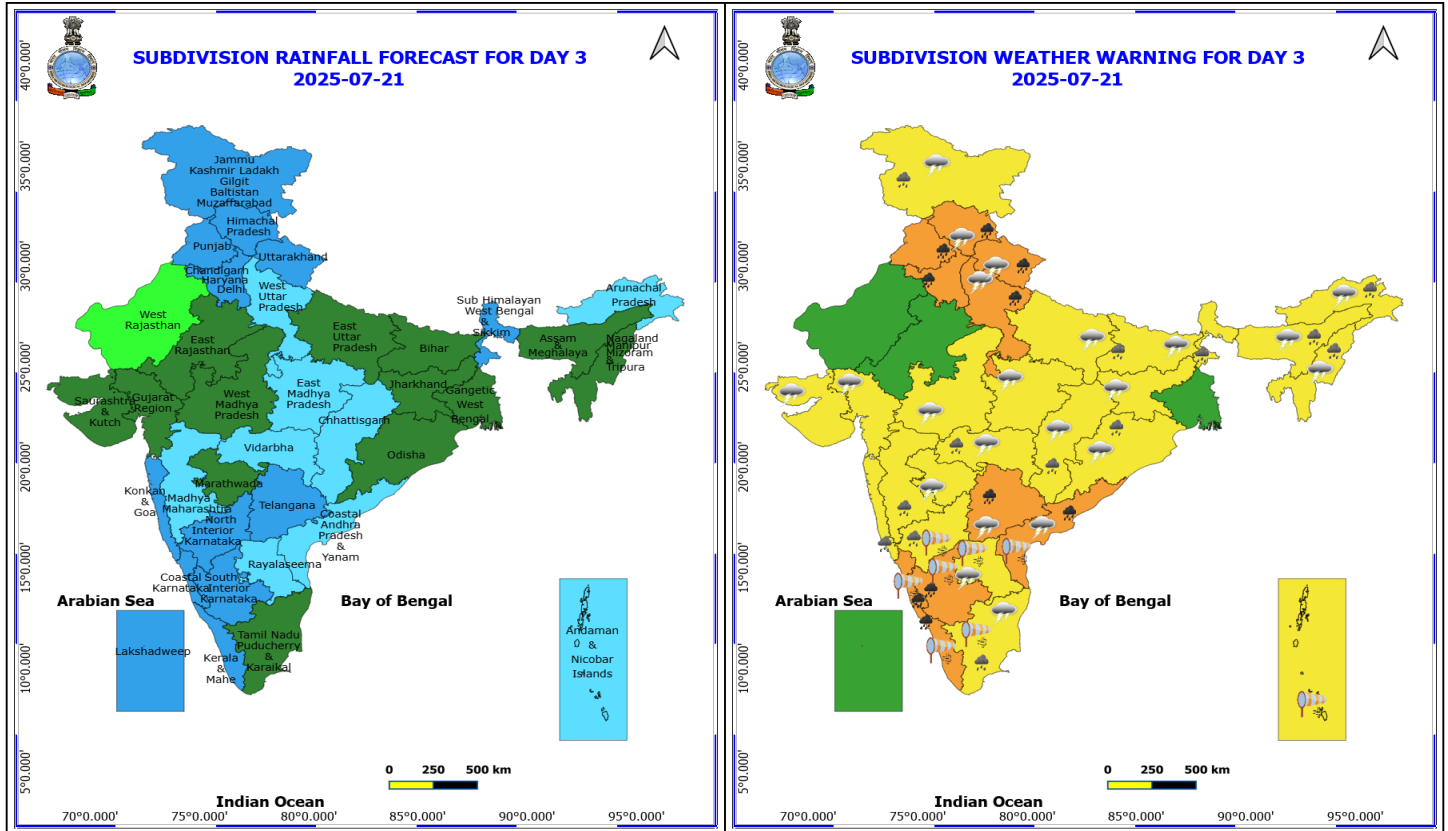 SUBDIVISION RAINFALL FORECAST FOR DAY 3
2025-07-21
40°0.000'
35°0.000'
30°0.000'
25°0.000'
20°0.000'
15°0.000'
10°0.000'
5°0.000'
Jammu
Kashmir Ladakh
Gilgit
Baltistan
Muzaffarabad
Himachal
Pradesh
Punjab
Uttarakhand
Chandigarh
Haryana
Delhi
West
Uttar
Pradesh
Arunachal
Pradesh
Sub Himalayan
West Bengal
&
Sikkim
West
Rajasthan
East
Rajasthan
East
Uttar
Pradesh
Bihar
Assam
&
Meghalaya
Nagaland
Manipur
Mizoram
&
Tripura
Saurashtra
&
Kutch
Gujarat
Region
West
Madhya
Pradesh
East
Madhya
Pradesh
Jharkhand
Gangetic
West
Bengal
Chhattisgarh
Vidarbha
Odisha
Konkan
&
Goa
Madhya
Maharashtra
Marathwada
Telangana
North
Interior
Karnataka
Coastal
Andhra
Pradesh
&
Yanam
Rayalaseema
Coastal
Karnataka
South
Interior
Karnataka
Arabian Sea
Bay of Bengal
Lakshadweep
Tamil Nadu
Puducherry
&
Karaikal
Kerala
&
Mahe
Andaman
&
Nicobar
Islands
0 250 500 km
Indian Ocean
70°0.000' 75°0.000' 80°0.000' 85°0.000' 90°0.000' 95°0.000'
SUBDIVISION WEATHER WARNING FOR DAY 3
2025-07-21
40°0.000'
35°0.000'
30°0.000'
25°0.000'
20°0.000'
15°0.000'
10°0.000'
5°0.000'
Arabian Sea
Bay of Bengal
0 250 500 km
Indian Ocean
70°0.000' 75°0.000' 80°0.000' 85°0.000' 90°0.000' 95°0.000'